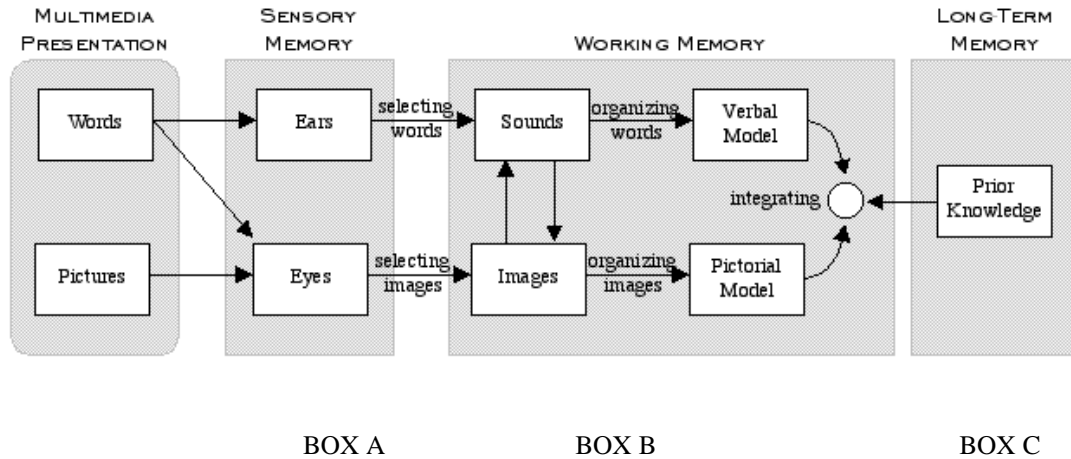 MULTIMEDIA
PRESENTATION
SENSORY
MEMORY
WORKING MEMORY
LONG-TERM
MEMORY
Words
Ears
selecting
words
Sounds
organizing
words
Verbal
Model
integrating
Prior
Knowledge
Pictures
Eyes
selecting
images
Images
organizing
images
Pictorial
Model
BOX A
BOX B
BOX C